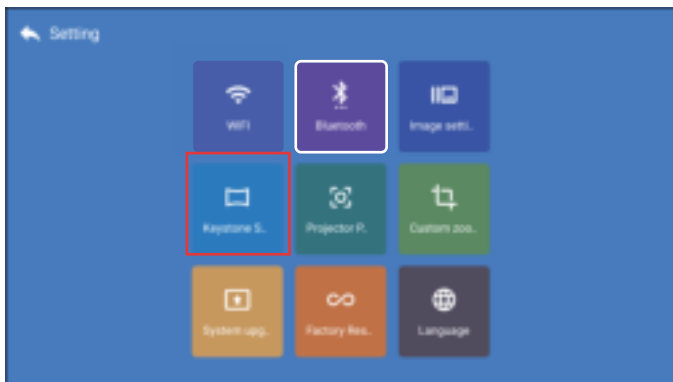 Setting
WIFI
Bluetooth
Image setti..
Keystone S..
Projector P..
Custom zoo..
System upg..
Factory Res..
Language